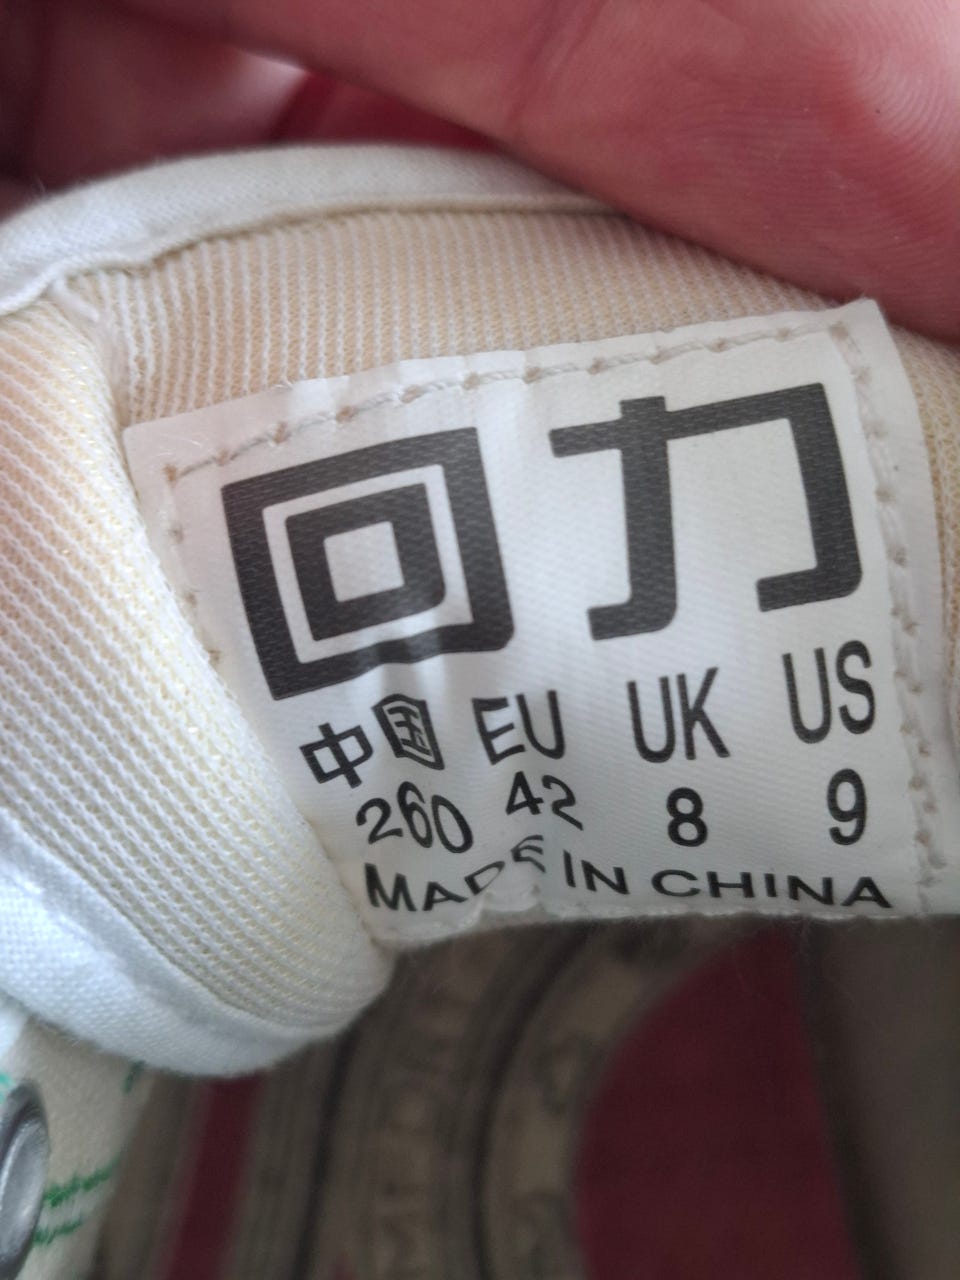 回力
中国 EU UK US
260 42 8 9
MADE IN CHINA